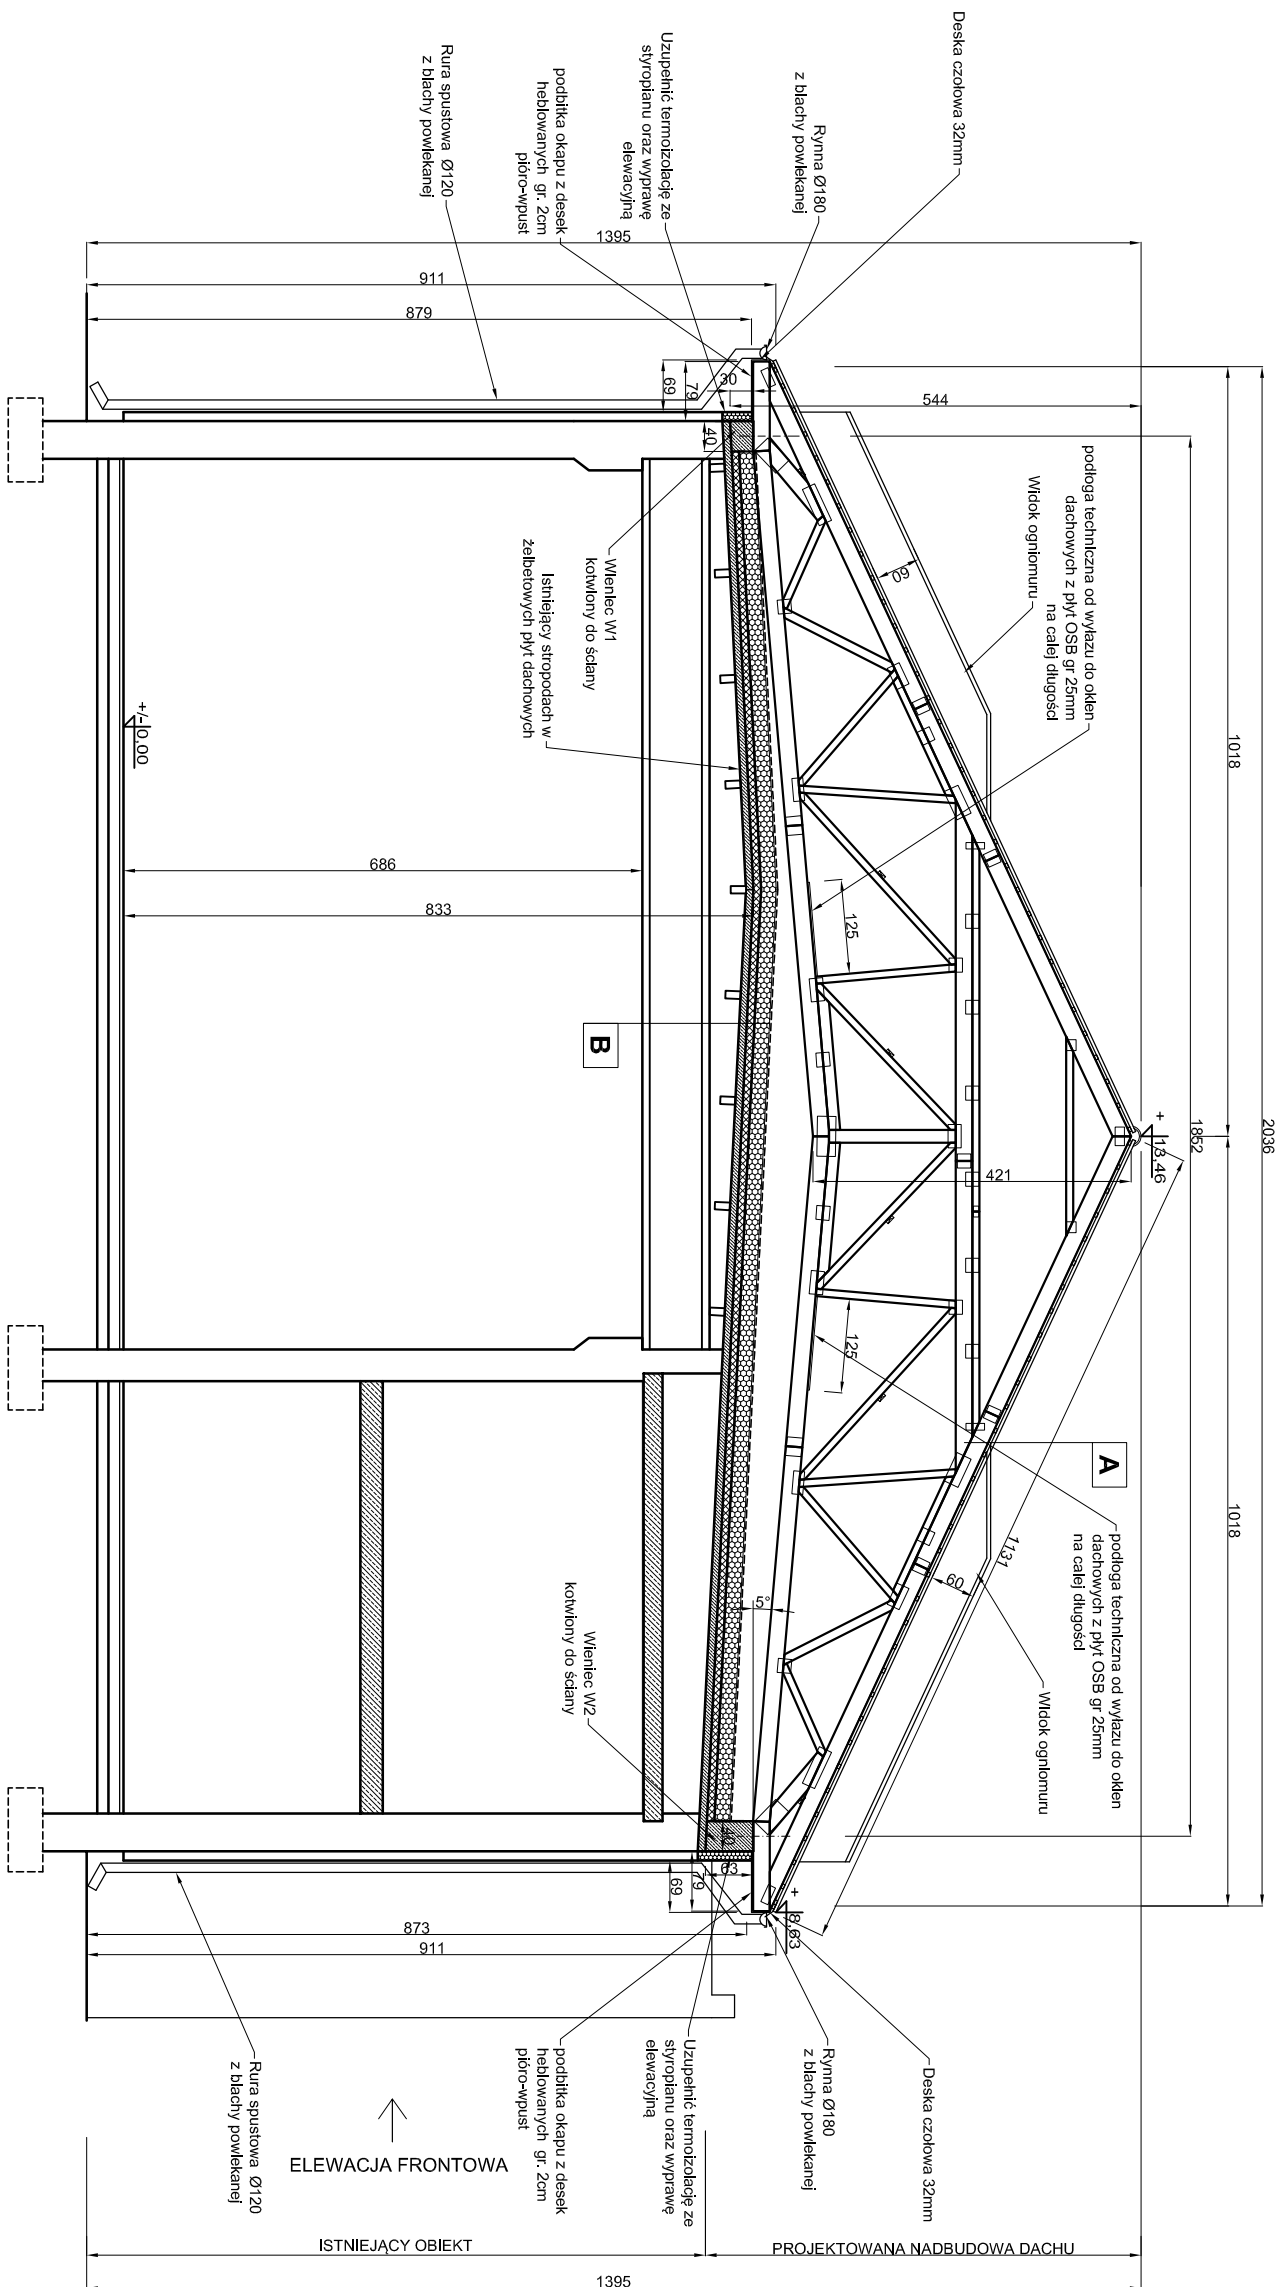 Deska czołowa 32mm
Rynna Ø180
z blachy powlekanej
Uzupełnić termoizolację ze
styropianu oraz wyprawę
elewacyjną
podbitka okapu z desek
heblowanych gr. 2cm
pióro-wpust
Rura spustowa Ø120
z blachy powlekanej
1395
911
879
69
79
30
40
544
60
podłoga techniczna od wyłazu do okien
dachowych z płyt OSB gr 25mm
na całej długości
Widok ogniomuru
Wieniec W1
kotwiony do ściany
Istniejący stropodach w
żelbetowych płyt dachowych
+/-0,00
686
833
125
B
1018
2036
1852
+
13,46
421
125
A
1131
1018
podłoga techniczna od wyłazu do okien
dachowych z płyt OSB gr 25mm
na całej długości
Widok ogniomuru
60
5°
Wieniec W2
kotwiony do ściany
40
63
79
69
+
8,63
873
911
Deska czołowa 32mm
Rynna Ø180
z blachy powlekanej
Uzupełnić termoizolację ze
styropianu oraz wyprawę
elewacyjną
podbitka okapu z desek
heblowanych gr. 2cm
pióro-wpust
Rura spustowa Ø120
z blachy powlekanej
ELEWACJA FRONTOWA
ISTNIEJĄCY OBIEKT
PROJEKTOWANA NADBUDOWA DACHU
1395